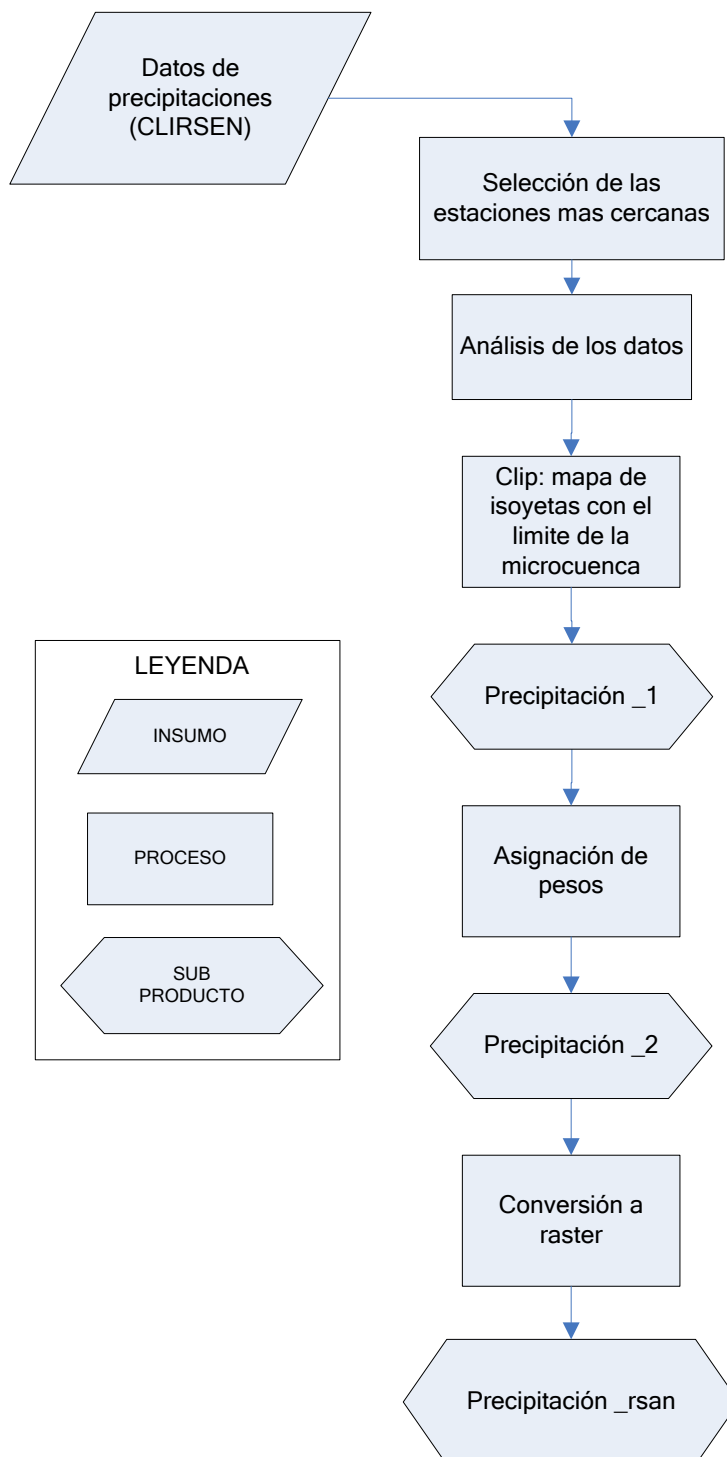 Datos de
precipitaciones
(CLIRSEN)
Selección de las
estaciones mas cercanas
Análisis de los datos
Clip: mapa de
isoyetas con el
limite de la
microcuenca
Precipitación _1
Asignación de
pesos
Precipitación _2
Conversión a
raster
Precipitación _rsan
LEYENDA
INSUMO
PROCESO
SUB
PRODUCTO